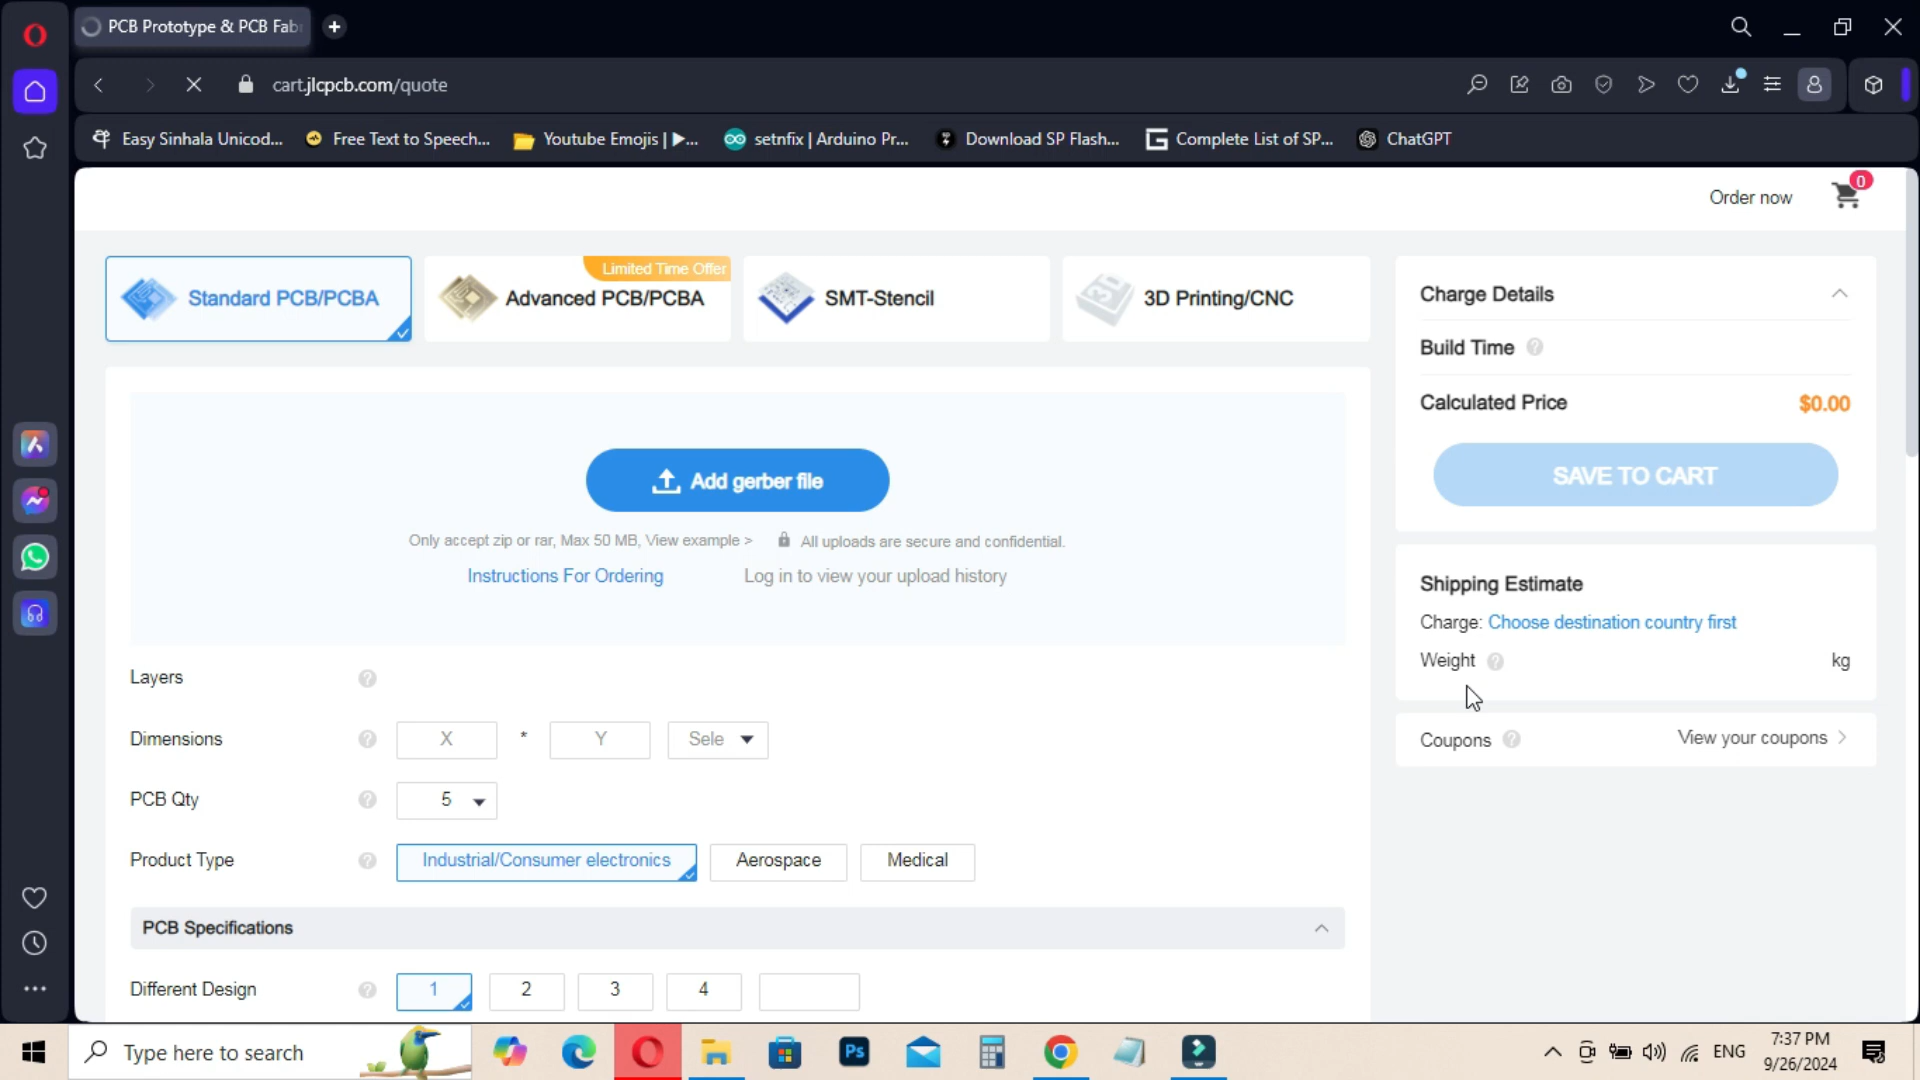 PCB Prototype & PCB Fab
cart.jlcpcb.com/quote
Easy Sinhala Unicod...
Free Text to Speech...
Youtube Emojis | ▶...
setnfix | Arduino Pr...
Download SP Flash...
Complete List of SP...
ChatGPT
Order now
0
Standard PCB/PCBA
Limited Time Offer
Advanced PCB/PCBA
SMT-Stencil
3D Printing/CNC
Charge Details
Build Time ?
Calculated Price $0.00
SAVE TO CART
Add gerber file
Only accept zip or rar, Max 50 MB, View example >
All uploads are secure and confidential.
Instructions For Ordering
Log in to view your upload history
Shipping Estimate
Charge: Choose destination country first
Weight ? kg
Coupons ? View your coupons >
Layers ?
Dimensions ? X * Y Sele
PCB Qty ? 5
Product Type ? Industrial/Consumer electronics Aerospace Medical
PCB Specifications
Different Design ? 1 2 3 4
Type here to search
Ps
ENG
7:37 PM
9/26/2024